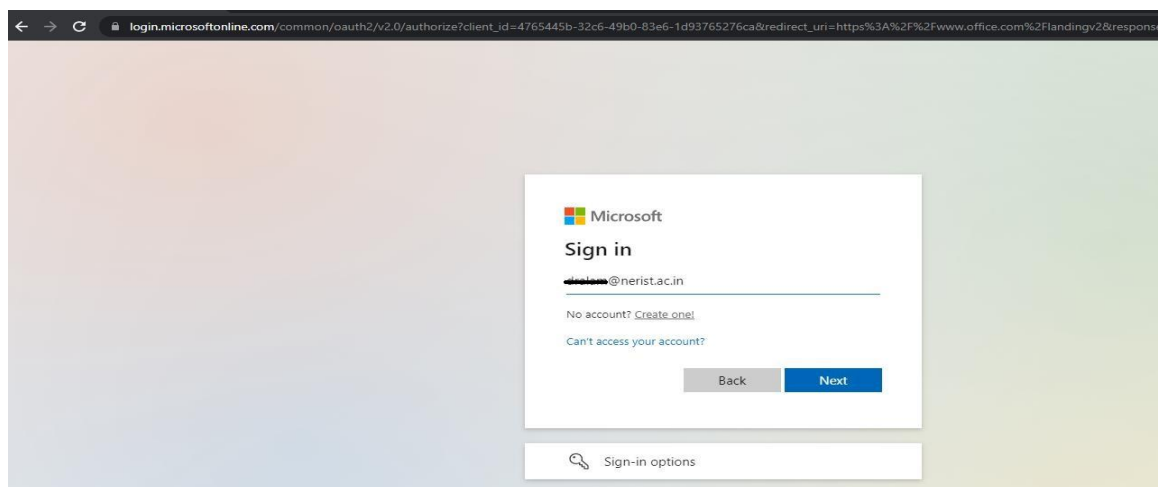 login.microsoftonline.com/common/oauth2/v2.0/authorize?client_id=4765445b-32c6-49b0-83e6-1d93765276ca&redirect_uri=https%3A%2F%2Fwww.office.com%2Flandingv2&respons
Microsoft
Sign in
@nerist.ac.in
No account? Create one!
Can't access your account?
Back Next
Sign-in options